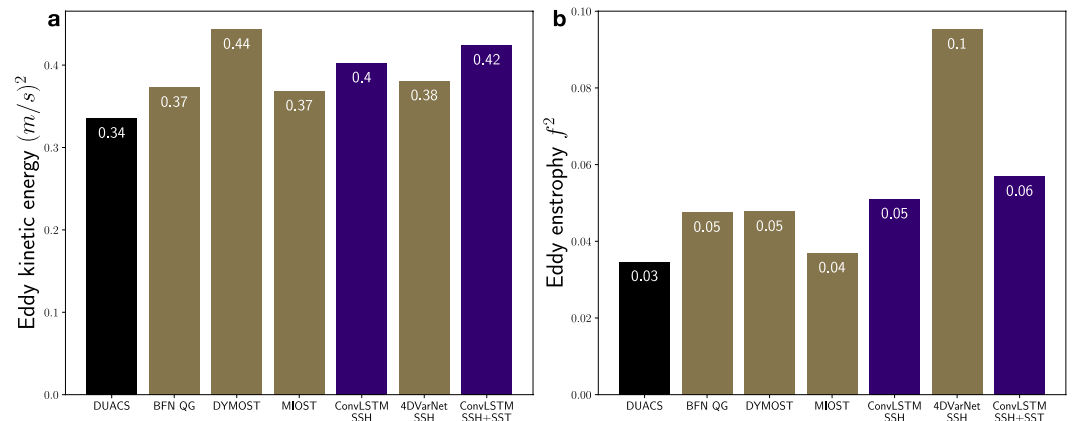 a
Eddy kinetic energy (m/s)²
0.4
0.3
0.2
0.1
0.0
0.34
0.37
0.44
0.37
0.4
0.38
0.42
DUACS
BFN QG
DYMOST
MIOST
ConvLSTM
SSH
4DVarNet
SSH
ConvLSTM
SSH+SST
b
Eddy enstrophy f²
0.10
0.08
0.06
0.04
0.02
0.00
0.03
0.05
0.05
0.04
0.05
0.1
0.06
DUACS
BFN QG
DYMOST
MIOST
ConvLSTM
SSH
4DVarNet
SSH
ConvLSTM
SSH+SST